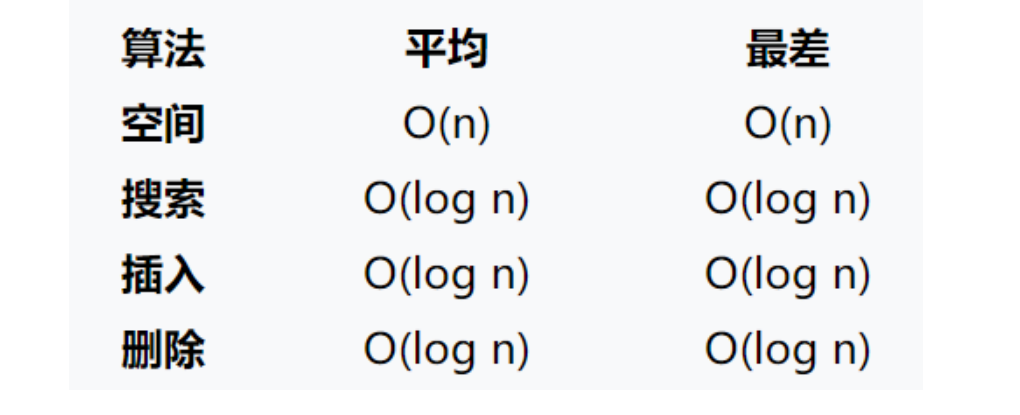 算法 平均 最差
空间 O(n) O(n)
搜索 O(log n) O(log n)
插入 O(log n) O(log n)
删除 O(log n) O(log n)